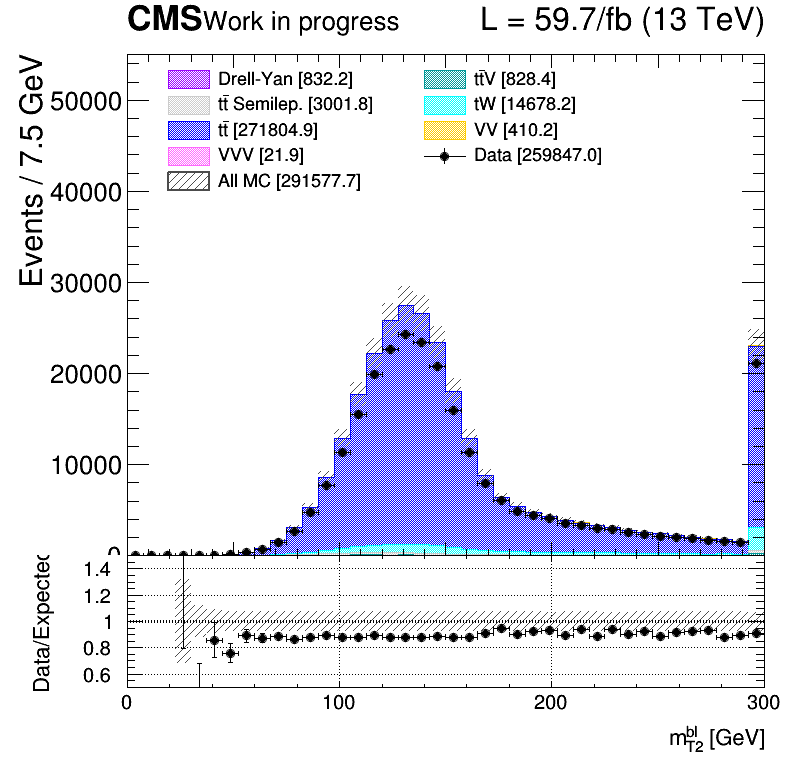 CMS Work in progress L = 59.7/fb (13 TeV)
Events / 7.5 GeV
50000
40000
30000
20000
10000
0
Drell-Yan [832.2]
tt̄ Semilep. [3001.8]
tt̄ [271804.9]
VVV [21.9]
All MC [291577.7]
tt̄V [828.4]
tW [14678.2]
VV [410.2]
Data [259847.0]
Data/Expected
1.4
1.2
1
0.8
0.6
0 100 200 300
m_{T2}^{bl} [GeV]